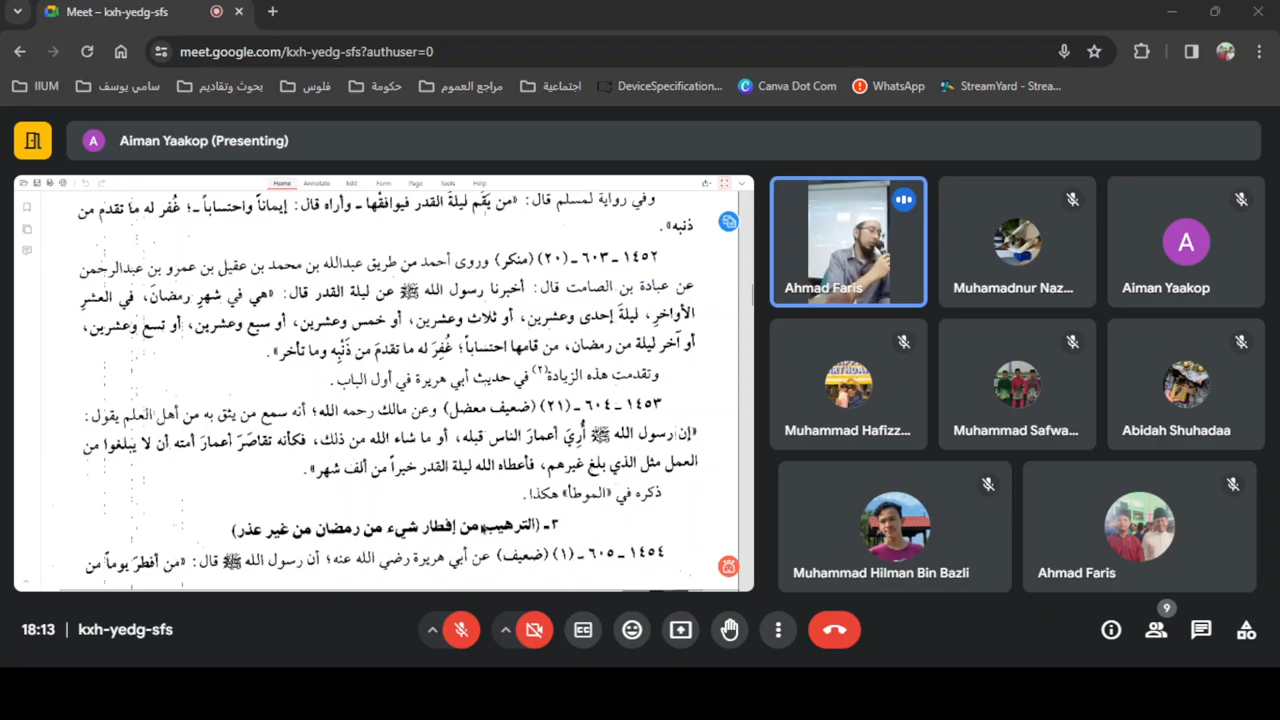 Meet – kxh-yedg-sfs
meet.google.com/kxh-yedg-sfs?authuser=0
IIUM
سامي يوسف
بحوث وتقاديم
فلوس
حكومة
مراجع العموم
اجتماعية
DeviceSpecification...
Canva Dot Com
WhatsApp
StreamYard - Strea...
A
Aiman Yaakop (Presenting)
Home Annotate Edit Form Page Tools Help
وفي رواية لمسلم قال: «من يَقُم ليلةَ القدر فيوافقُها ـ وأراه قال: إيماناً واحتساباً ـ؛ غُفر له ما تقدم من
ذنبه».
١٤٥٢ ـ ٦٠٣ ـ (٢٠) (منكر) وروى أحمد من طريق عبدالله بن محمد بن عقيل بن عمرو بن عبدالرحمن
عن عبادة بن الصامت قال: أخبرنا رسول الله ﷺ عن ليلة القدر قال: «هي في شهرِ رمضانَ، في العشرِ
الأواخرِ، ليلةَ إحدى وعشرين، أو ثلاث وعشرين، أو خمس وعشرين، أو سبع وعشرين، أو تسع وعشرين،
أو آخر ليلة من رمضان، من قامها احتساباً؛ غُفِرَ له ما تقدمَ من ذَنْبِه وما تأخر».
وتقدمت هذه الزيادة(٢) في حديث أبي هريرة في أول الباب.
١٤٥٣ ـ ٦٠٤ ـ (٢١) (ضعيف معضل) وعن مالك رحمه الله؛ أنه سمع من يثق به من أهل العلم يقول:
«إن رسول الله ﷺ أُرِيَ أعمارَ الناس قبله، أو ما شاء الله من ذلك، فكأنه تقاصَرَ أعمارَ أمته أن لا يبلغوا من
العمل مثل الذي بلغ غيرهم، فأعطاه الله ليلة القدر خيراً من ألف شهر».
ذكره في «الموطأ» هكذا.
٣ ـ (الترهيب من إفطار شيء من رمضان من غير عذر)
١٤٥٤ ـ ٦٠٥ ـ (١) (ضعيف) عن أبي هريرة رضي الله عنه؛ أن رسول الله ﷺ قال: «من أفطرَ يوماً من
Ahmad Faris
Muhamadnur Naz...
A
Aiman Yaakop
Muhammad Hafizz...
Muhammad Safwa...
Abidah Shuhadaa
Muhammad Hilman Bin Bazli
Ahmad Faris
18:13 | kxh-yedg-sfs
9